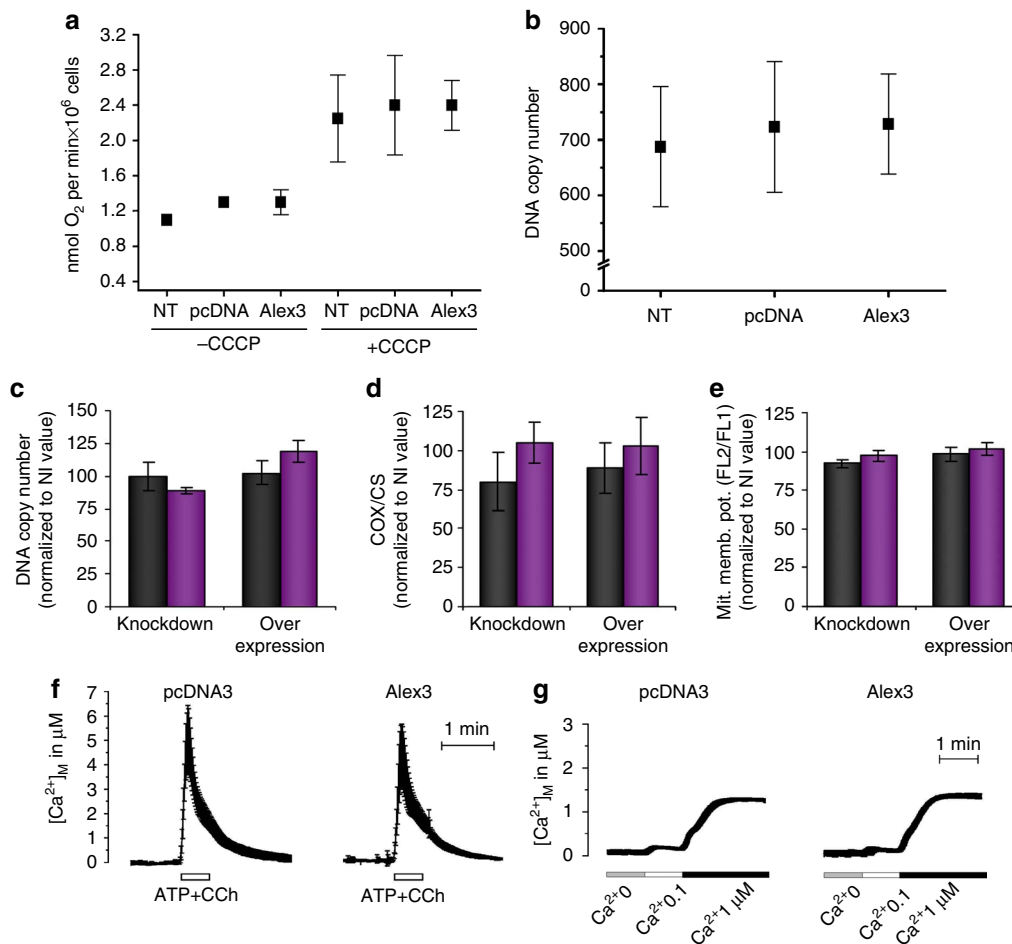 a
nmol O₂ per min×10⁶ cells
3.2
2.8
2.4
2.0
1.6
1.2
0.8
0.4
NT pcDNA Alex3 NT pcDNA Alex3
–CCCP +CCCP
b
DNA copy number
900
800
700
600
500
0
NT pcDNA Alex3
c
DNA copy number
(normalized to NI value)
150
125
100
75
50
25
0
Knockdown Over
expression
d
COX/CS
(normalized to NI value)
125
100
75
50
25
0
Knockdown Over
expression
e
Mit. memb. pot. (FL2/FL1)
(normalized to NI value)
125
100
75
50
25
0
Knockdown Over
expression
f
pcDNA3 Alex3
[Ca²⁺]M in μM
7
6
5
4
3
2
1
0
1 min
ATP+CCh ATP+CCh
g
pcDNA3 Alex3
[Ca²⁺]M in μM
3
2
1
0
1 min
Ca²⁺0 Ca²⁺0.1 Ca²⁺1 μM Ca²⁺0 Ca²⁺0.1 Ca²⁺1 μM